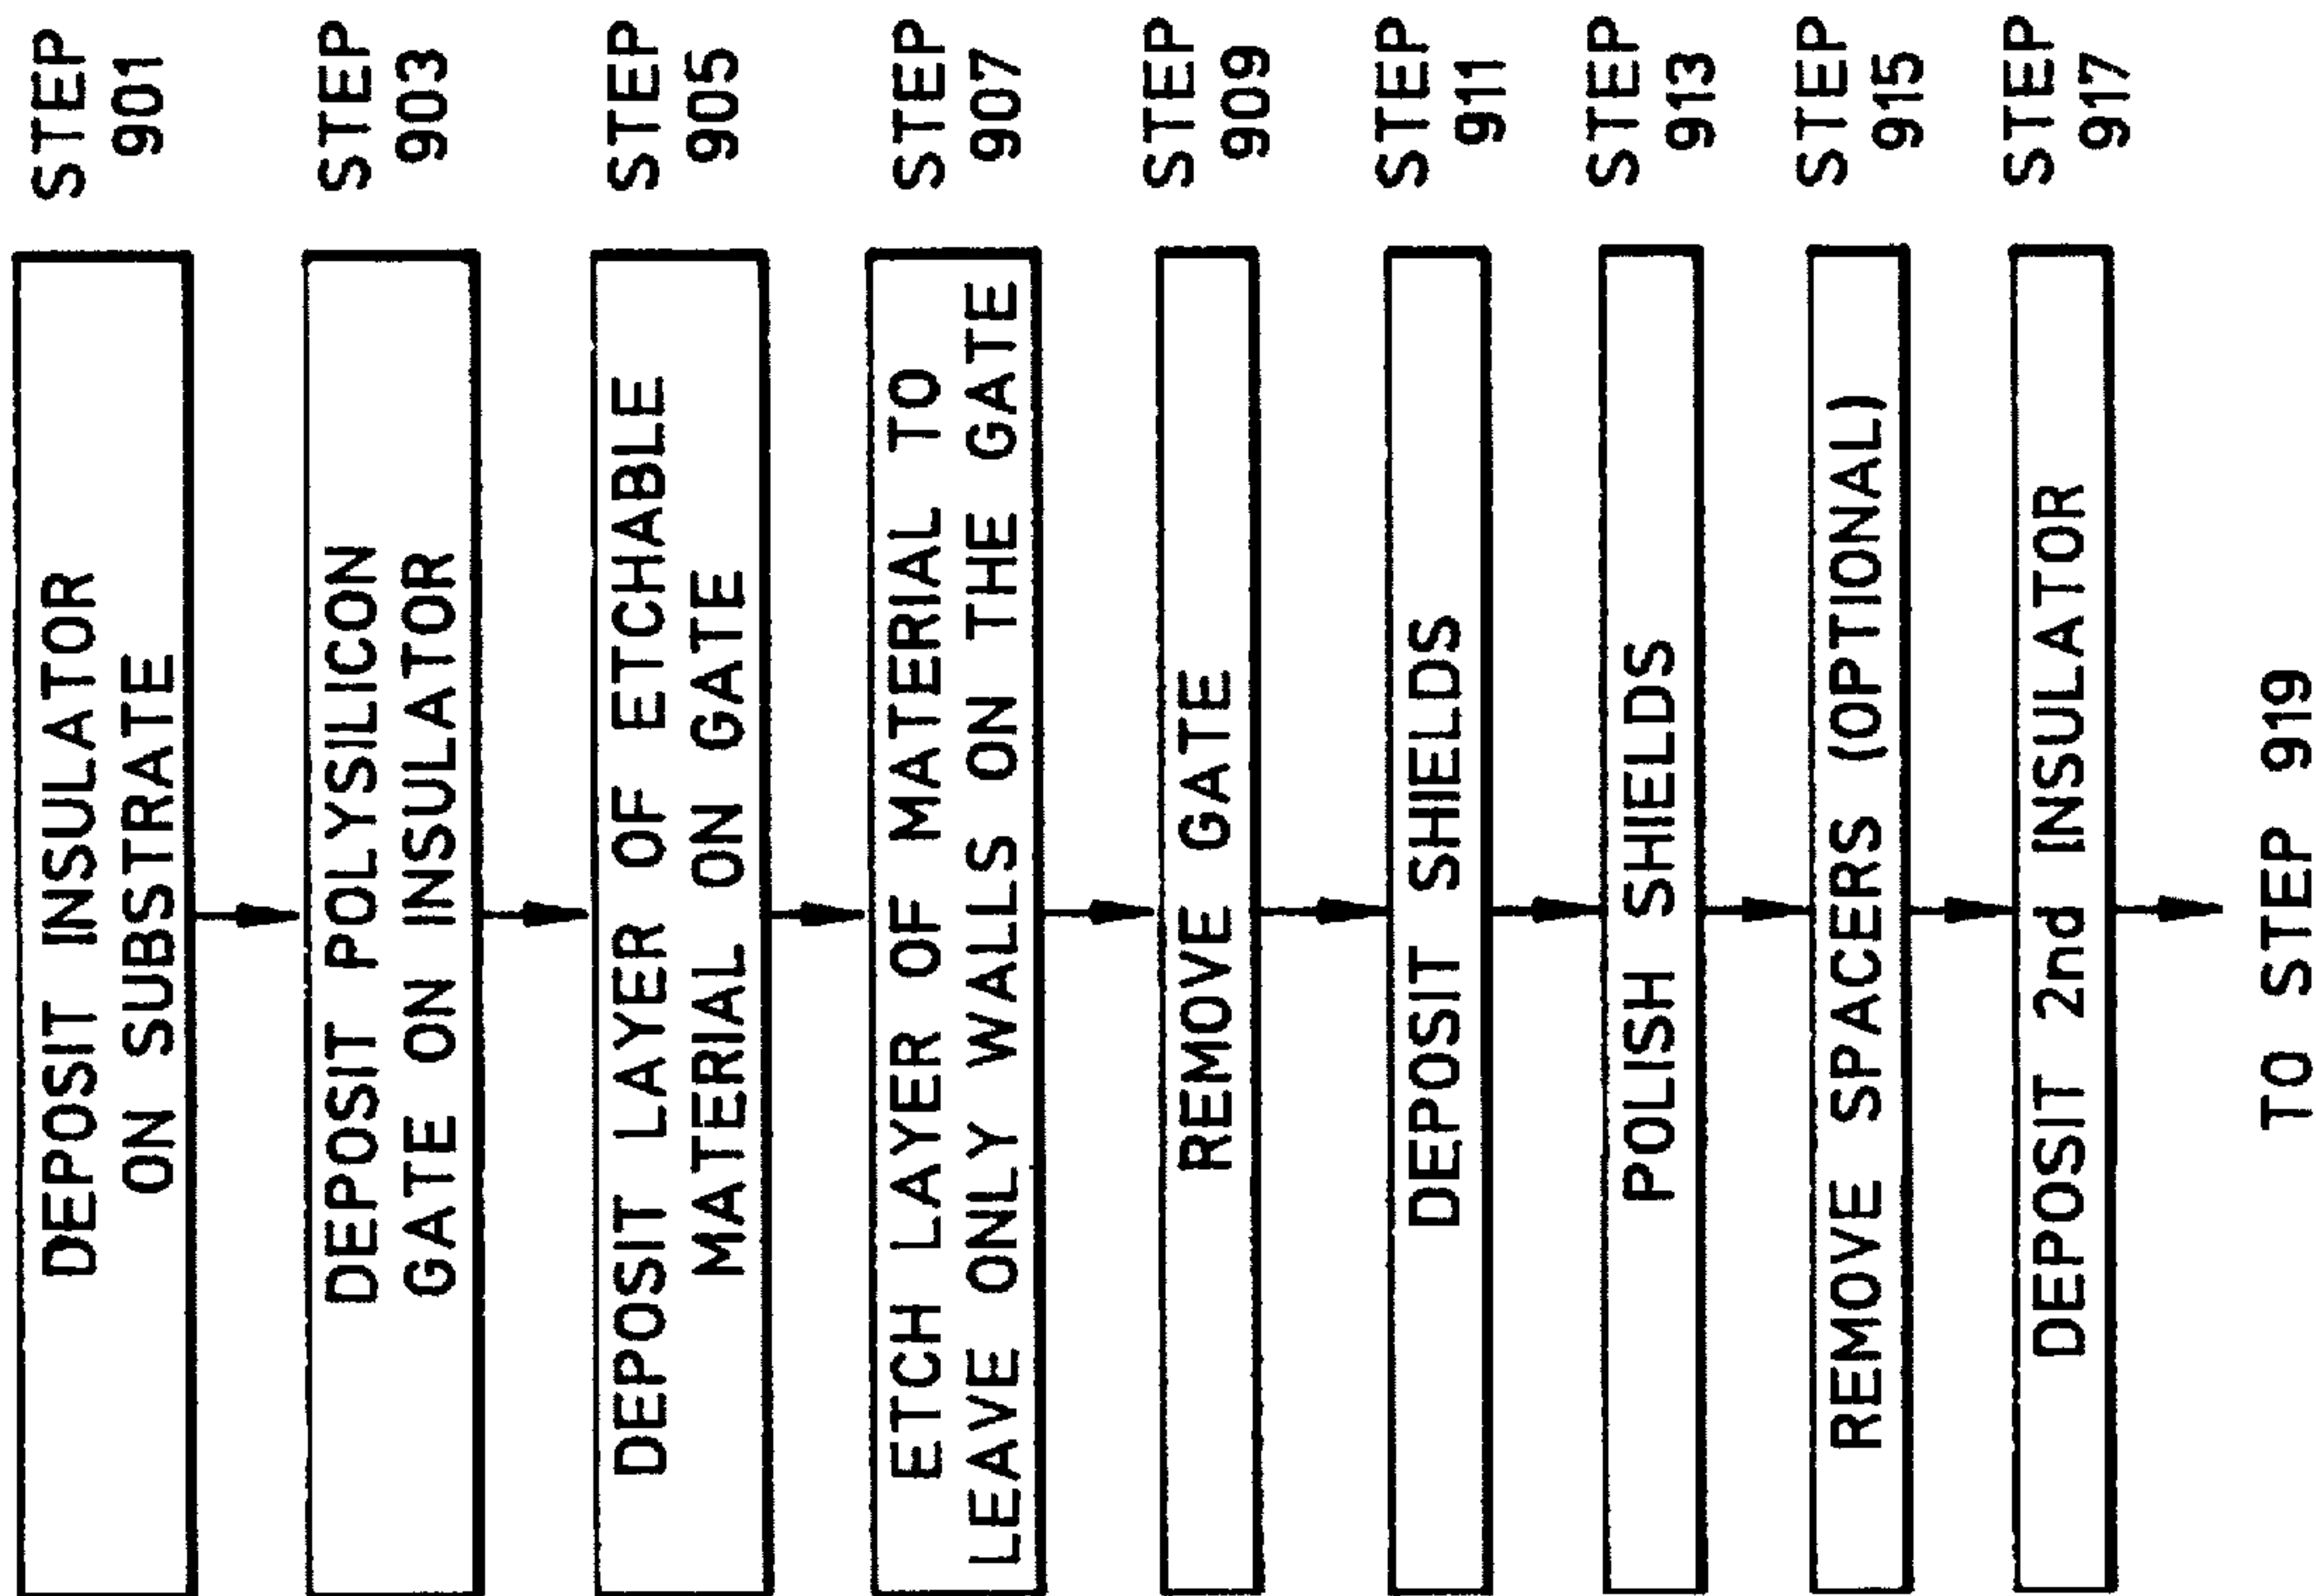 DEPOSIT INSULATOR
ON SUBSTRATE
STEP
901
DEPOSIT POLYSILICON
GATE ON INSULATOR
STEP
903
DEPOSIT LAYER OF ETCHABLE
MATERIAL ON GATE
STEP
905
ETCH LAYER OF MATERIAL TO
LEAVE ONLY WALLS ON THE GATE
STEP
907
REMOVE GATE
STEP
909
DEPOSIT SHIELDS
STEP
911
POLISH SHIELDS
STEP
913
REMOVE SPACERS (OPTIONAL)
STEP
915
DEPOSIT 2nd INSULATOR
STEP
917
TO STEP 919